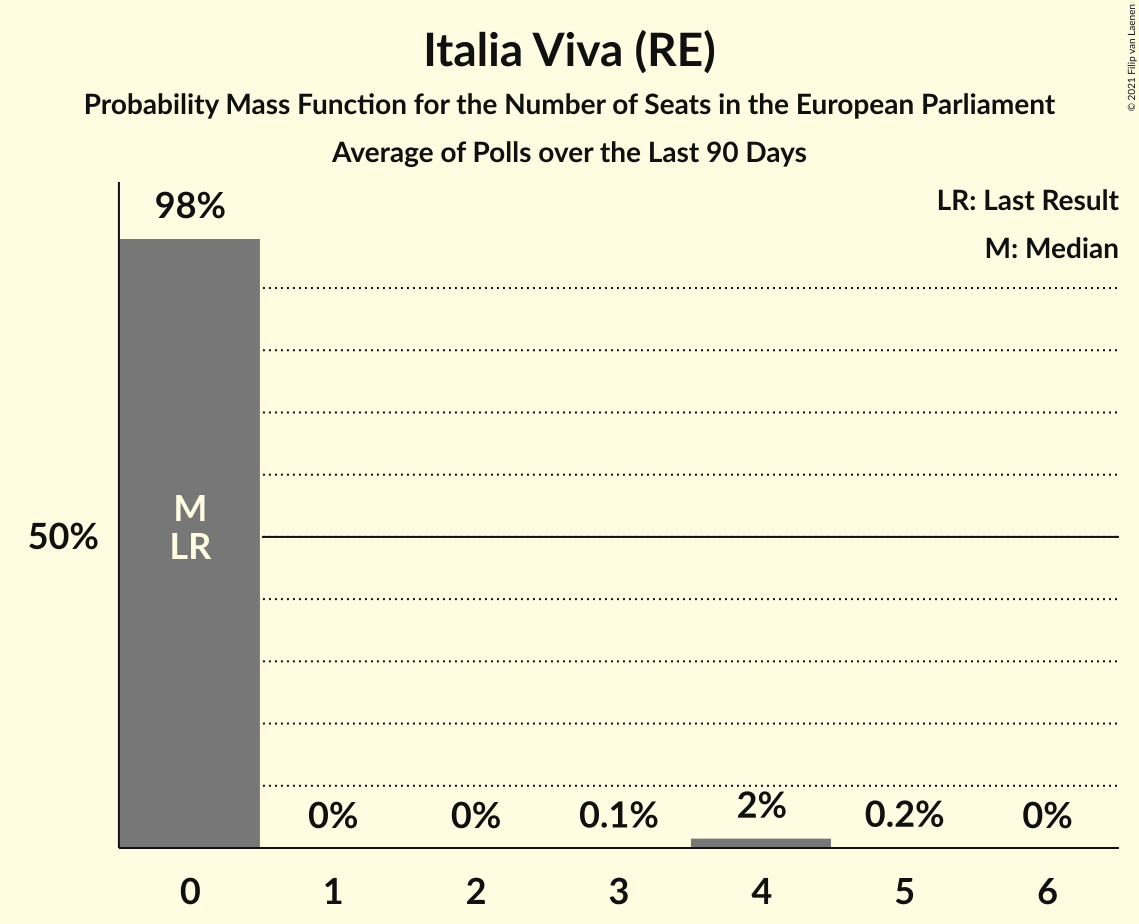 Italia Viva (RE)
Probability Mass Function for the Number of Seats in the European Parliament
Average of Polls over the Last 90 Days
© 2021 Filip van Laenen
LR: Last Result
M: Median
98%
M
LR
50%
0% 0% 0.1% 2% 0.2% 0%
0 1 2 3 4 5 6